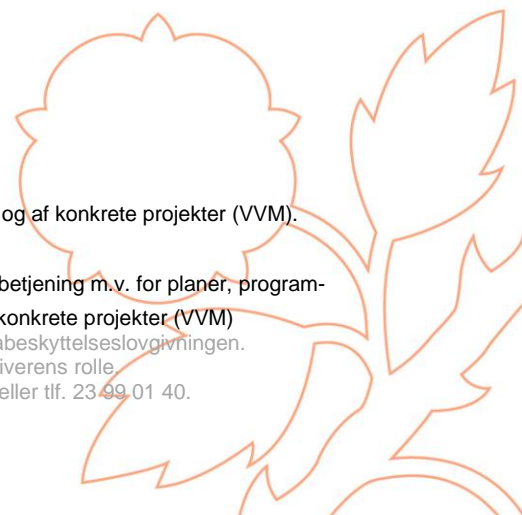 og af konkrete projekter (VVM).
betjening m.v. for planer, program-
konkrete projekter (VVM)
abeskyttelseslovgivningen.
iverens rolle.
eller tlf. 23 99 01 40.